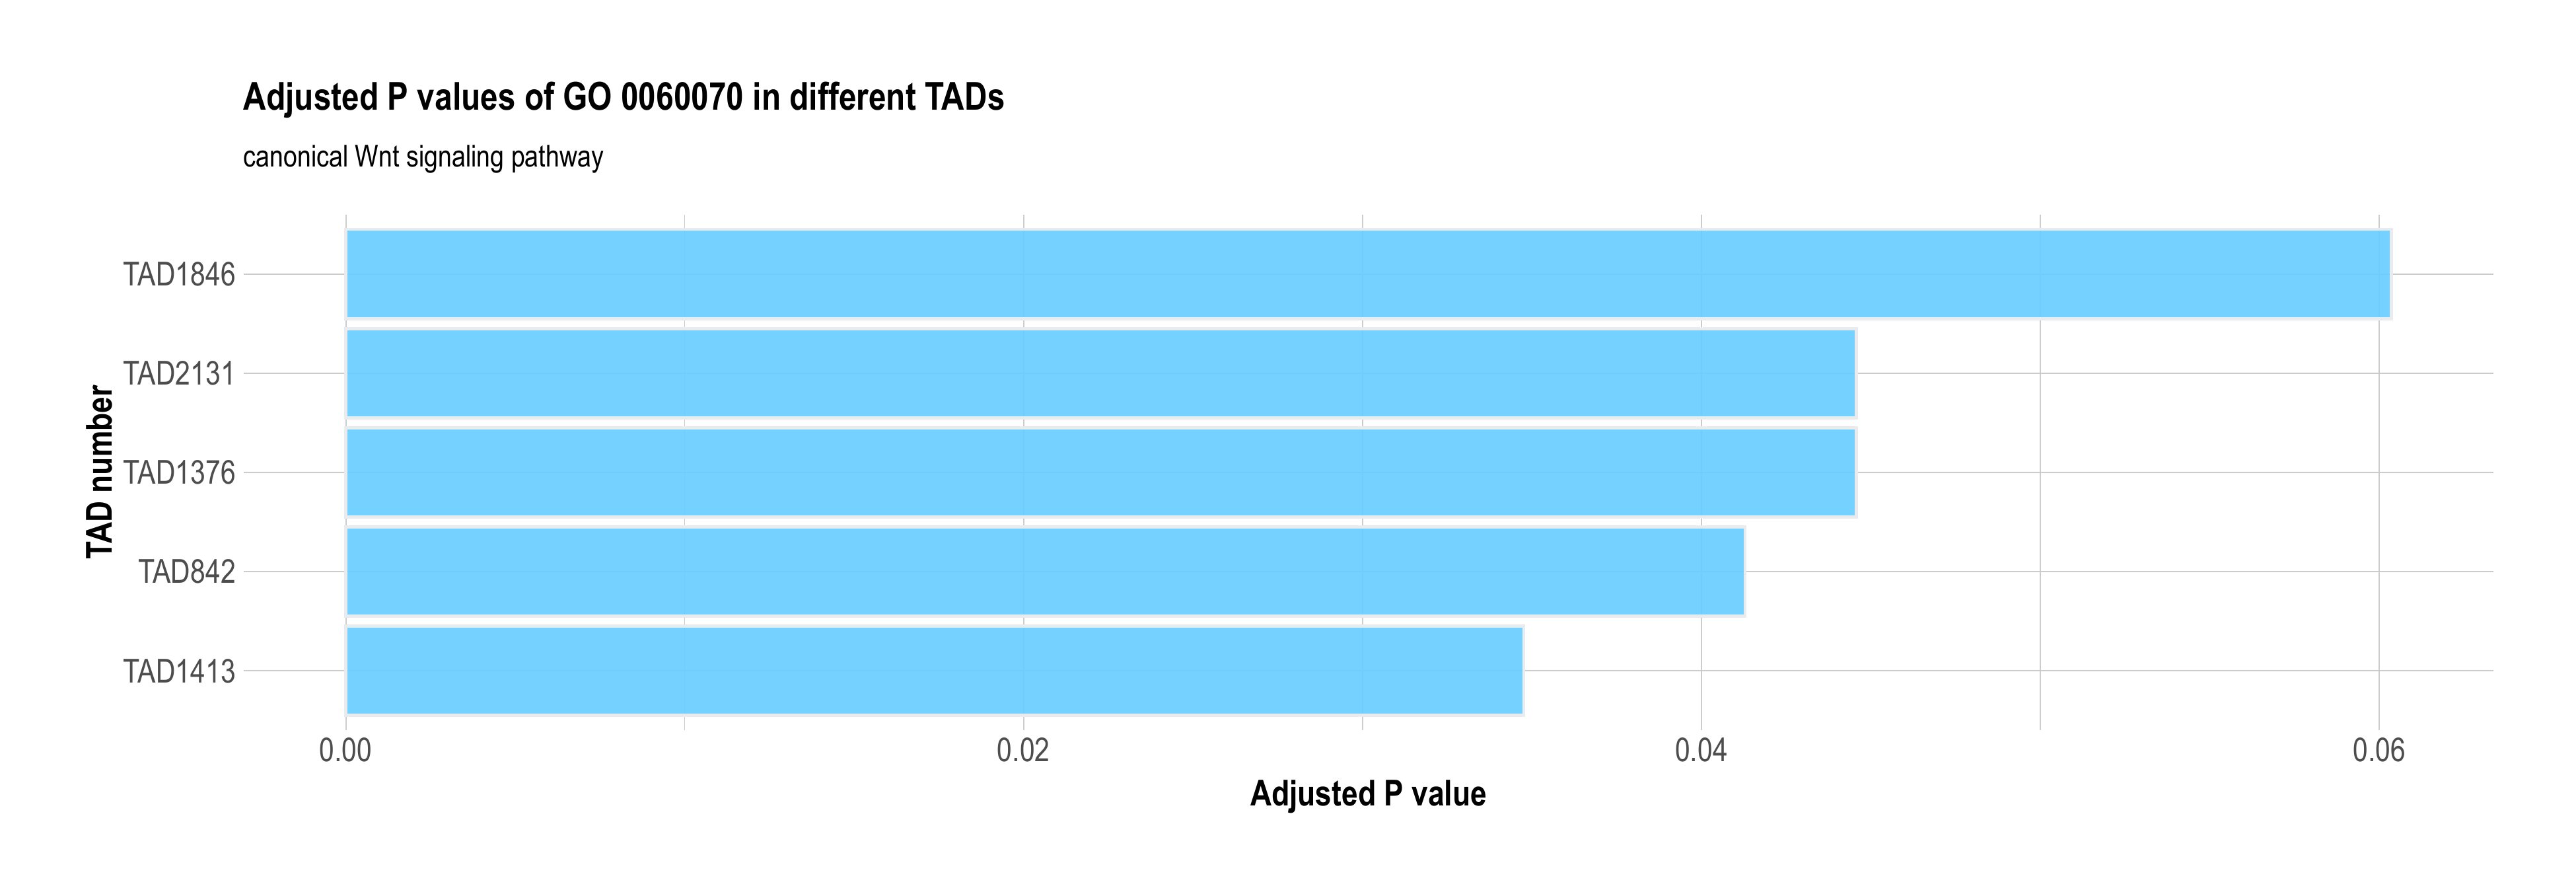 Adjusted P values of GO 0060070 in different TADs
canonical Wnt signaling pathway
TAD number
TAD1846
TAD2131
TAD1376
TAD842
TAD1413
0.00 0.02 0.04 0.06
Adjusted P value